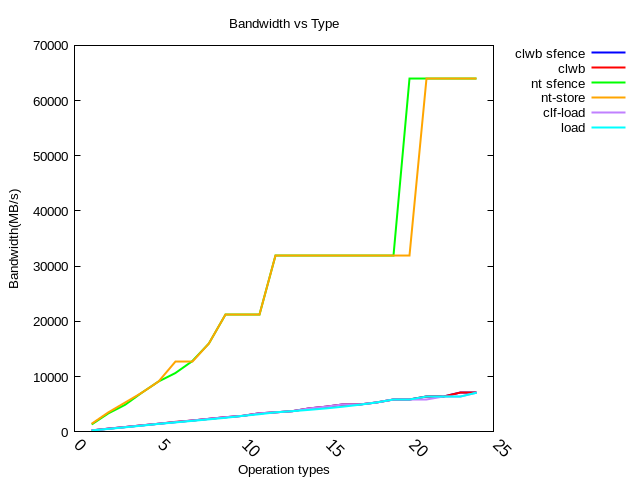 Bandwidth vs Type
70000
60000
50000
40000
30000
20000
10000
0
Bandwidth(MB/s)
0
5
10
15
20
25
Operation types
clwb sfence
clwb
nt sfence
nt-store
clf-load
load